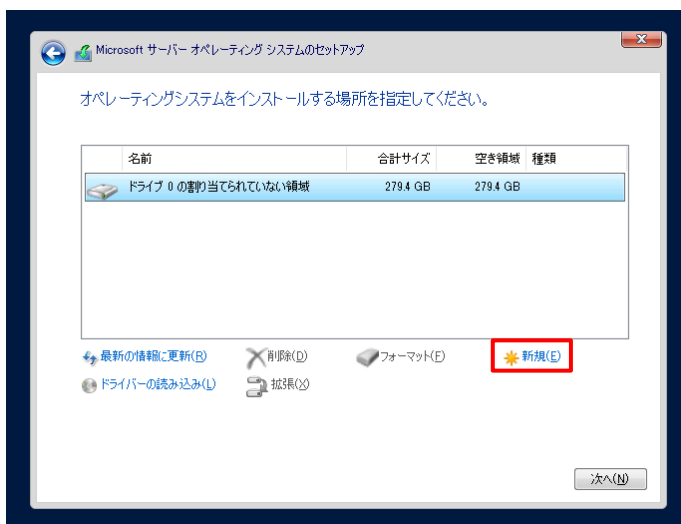 Microsoft サーバー オペレーティング システムのセットアップ
オペレーティングシステムをインストールする場所を指定してください。
名前 合計サイズ 空き領域 種類
ドライブ 0 の割り当てられていない領域 279.4 GB 279.4 GB
最新の情報に更新(R) 削除(D) フォーマット(F) 新規(E)
ドライバーの読み込み(L) 拡張(X)
次へ(N)